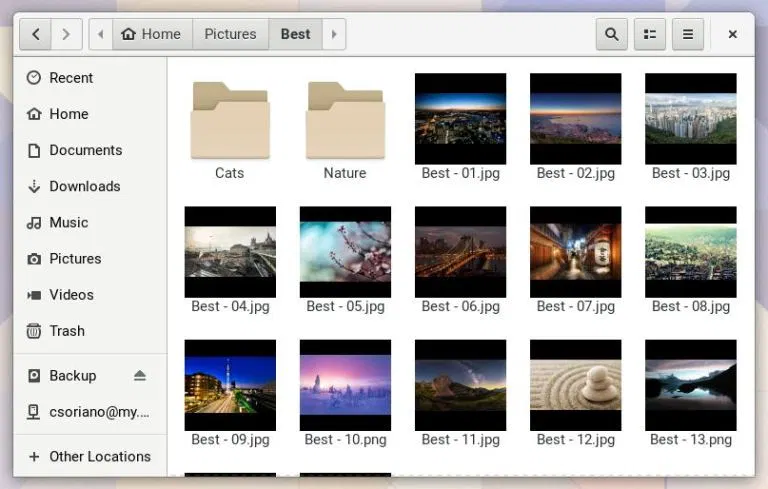 Home Pictures Best
Recent
Home
Documents
Downloads
Music
Pictures
Videos
Trash
Backup
csoriano@my....
Other Locations
Cats Nature Best - 01.jpg Best - 02.jpg Best - 03.jpg
Best - 04.jpg Best - 05.jpg Best - 06.jpg Best - 07.jpg Best - 08.jpg
Best - 09.jpg Best - 10.png Best - 11.jpg Best - 12.jpg Best - 13.png